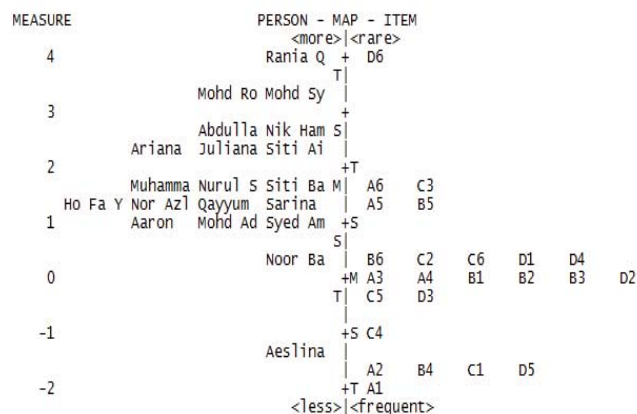 MEASURE PERSON - MAP - ITEM
<more>|<rare>
4 Rania Q + D6
T|
Mohd Ro Mohd Sy |
3 +
Abdulla Nik Ham S|
Ariana Juliana Siti Ai |
2 +T
Muhamma Nurul S Siti Ba M| A6 C3
Ho Fa Y Nor Azl Qayyum Sarina | A5 B5
1 Aaron Mohd Ad Syed Am +S
S|
Noor Ba | B6 C2 C6 D1 D4
0 +M A3 A4 B1 B2 B3 D2
T| C5 D3
|
-1 +S C4
Aeslina |
| A2 B4 C1 D5
-2 +T A1
<less>|<frequent>